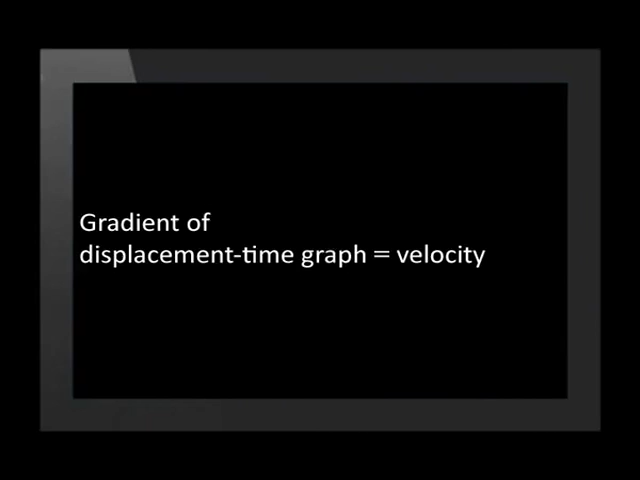 Gradient of
displacement-time graph = velocity